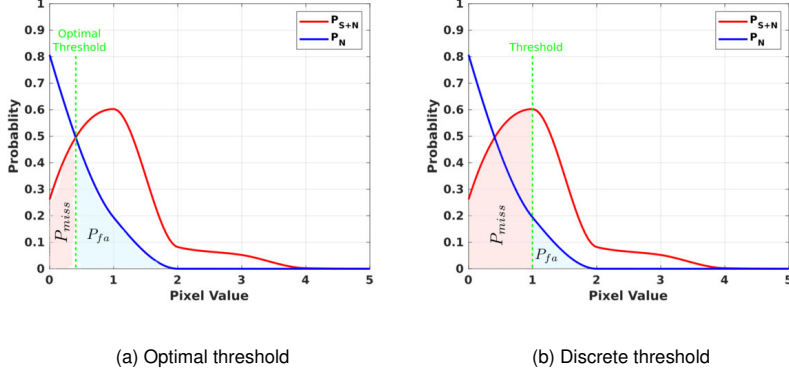 1
0.9
0.8
0.7
0.6
0.5
0.4
0.3
0.2
0.1
0
Probablity
Optimal
Threshold
P_S+N
P_N
P_miss
P_fa
0 1 2 3 4 5
Pixel Value
(a) Optimal threshold
1
0.9
0.8
0.7
0.6
0.5
0.4
0.3
0.2
0.1
0
Probablity
Threshold
P_S+N
P_N
P_miss
P_fa
0 1 2 3 4 5
Pixel Value
(b) Discrete threshold